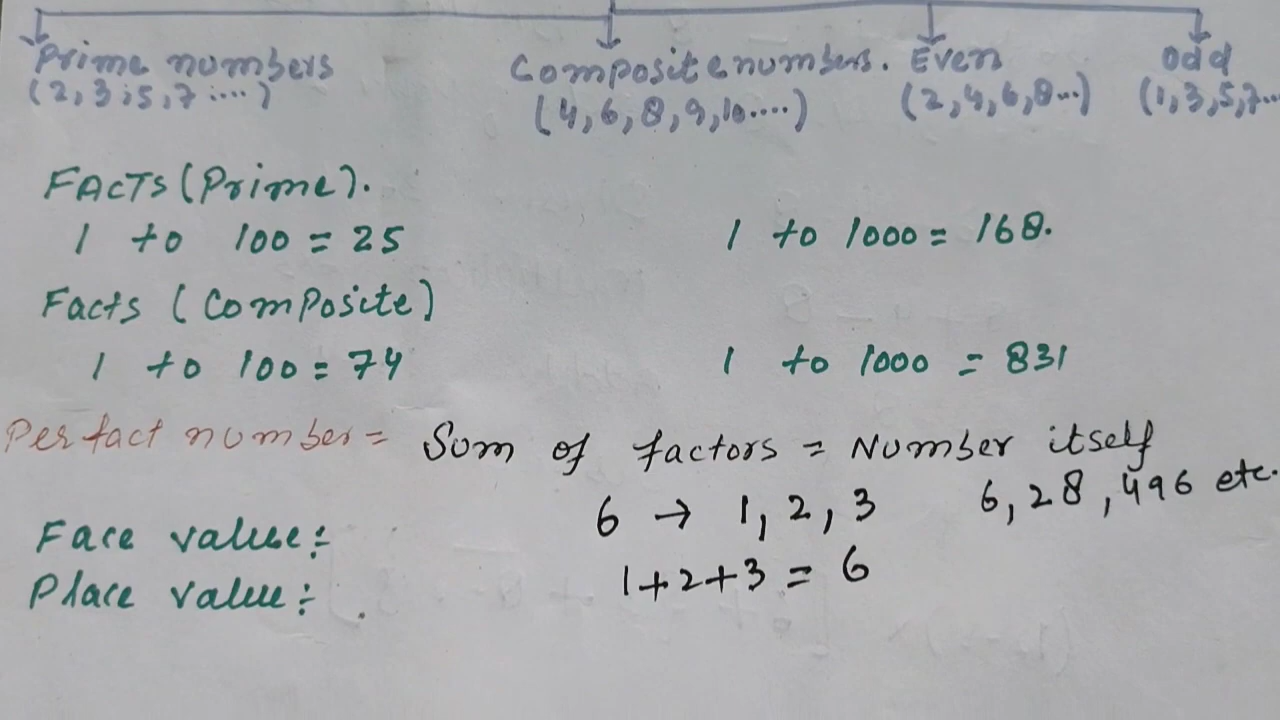 Prime numbers Composite numbers. Even Odd
(2, 3, 5, 7 ....) (4, 6, 8, 9, 10.....) (2, 4, 6, 8...) (1, 3, 5, 7...
FACTS (Prime).
1 to 100 = 25 1 to 1000 = 168.
Facts (Composite)
1 to 100 = 74 1 to 1000 = 831
Perfact number = Sum of factors = Number itself
6 → 1, 2, 3 6, 28, 496 etc.
Face value :
1+2+3 = 6
Place value :